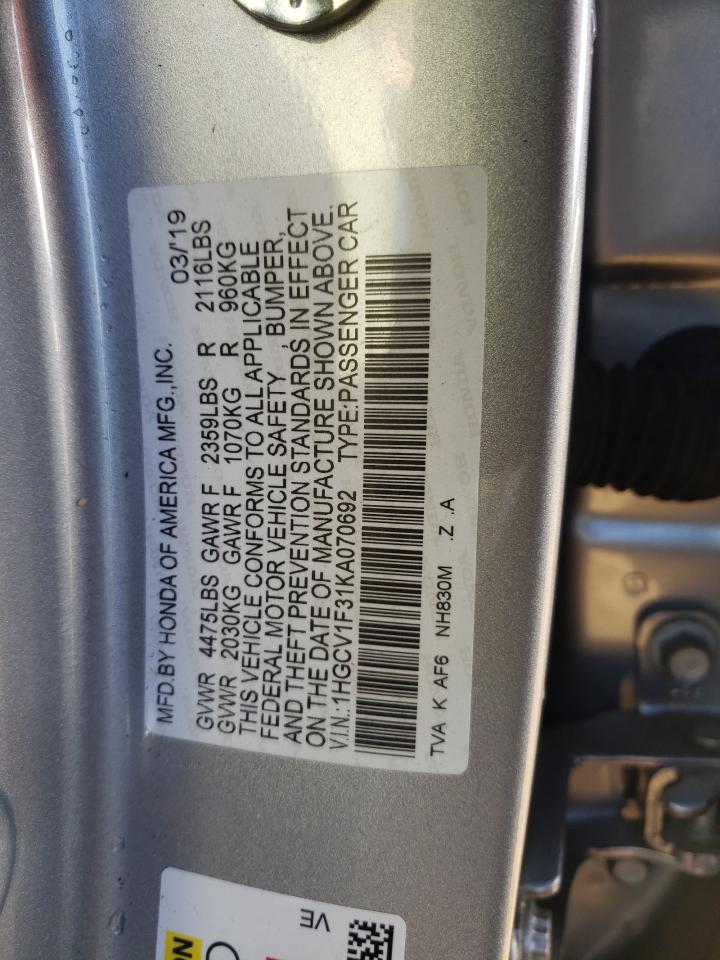 MFD.BY HONDA OF AMERICA MFG.,INC. 03/'19
GVWR 4475LBS GAWR F 2359LBS R 2116LBS
GVWR 2030KG GAWR F 1070KG R 960KG
THIS VEHICLE CONFORMS TO ALL APPLICABLE
FEDERAL MOTOR VEHICLE SAFETY , BUMPER,
AND THEFT PREVENTION STANDARDS IN EFFECT
ON THE DATE OF MANUFACTURE SHOWN ABOVE.
V.I.N.:1HGCV1F31KA070692 TYPE:PASSENGER CAR
TVA K AF6 NH830M .Z .A
VE